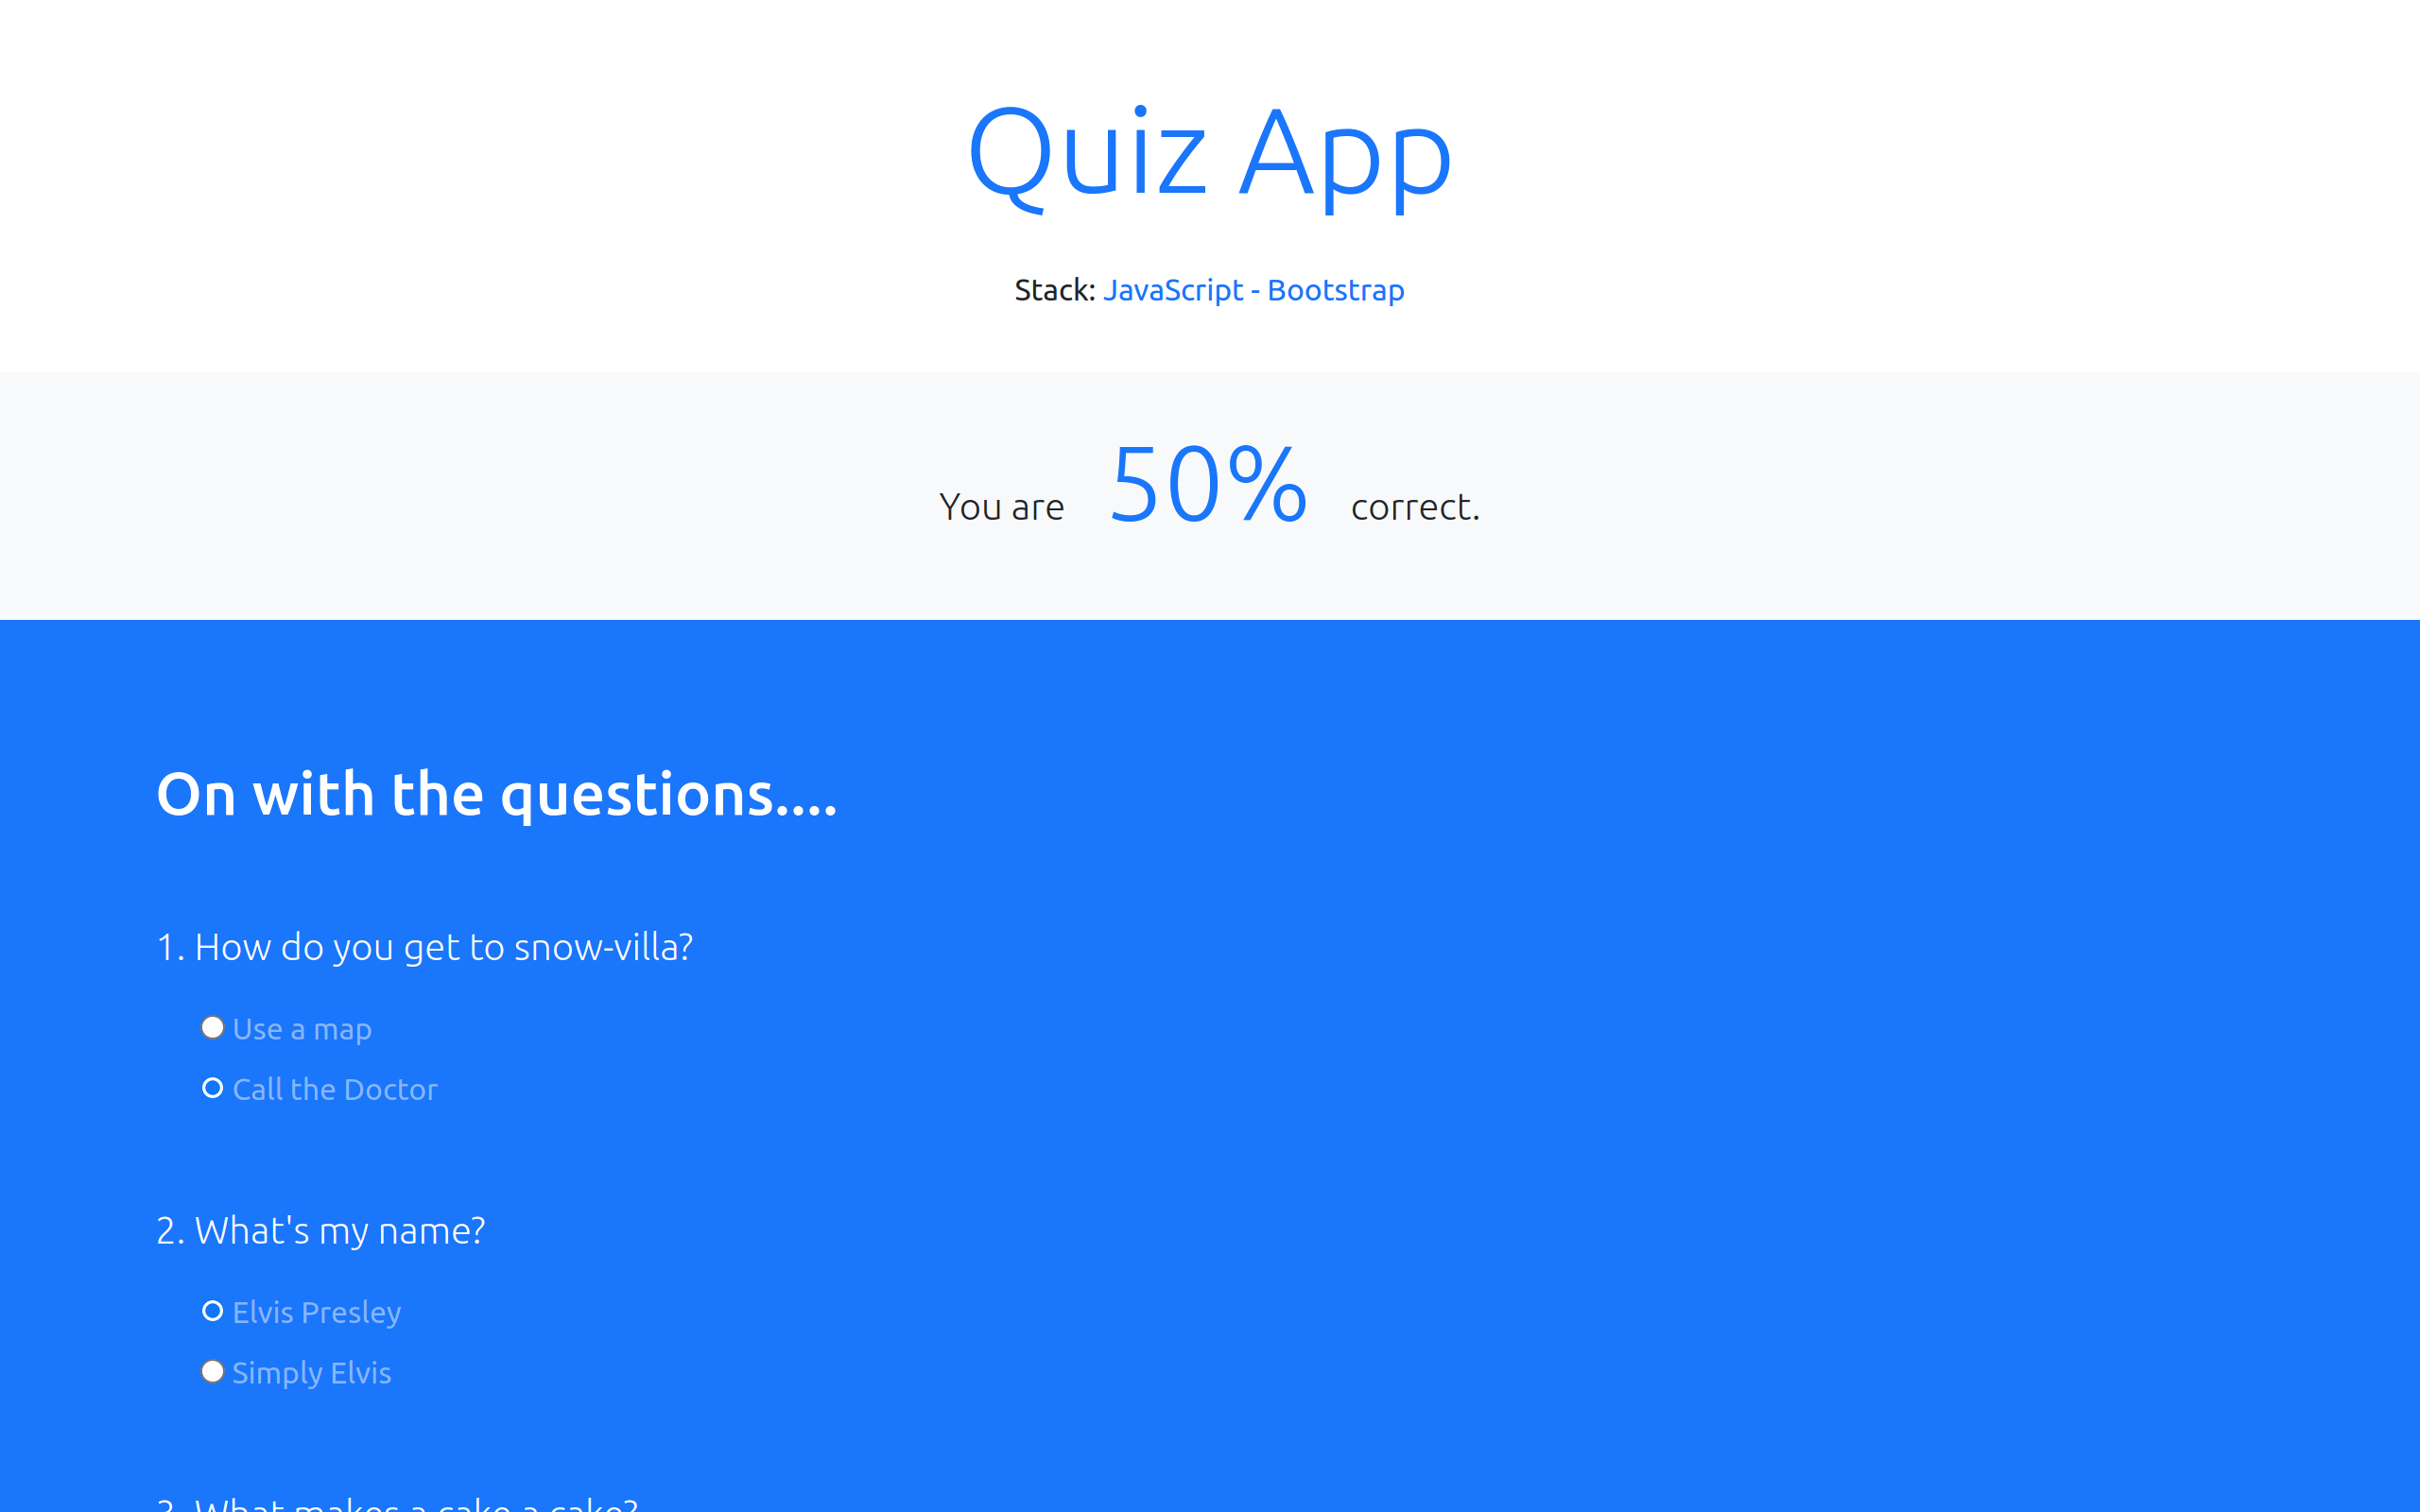 Quiz App
Stack: JavaScript - Bootstrap
You are 50% correct.
On with the questions....
1. How do you get to snow-villa?
Use a map
Call the Doctor
2. What's my name?
Elvis Presley
Simply Elvis
3. What makes a cake a cake?